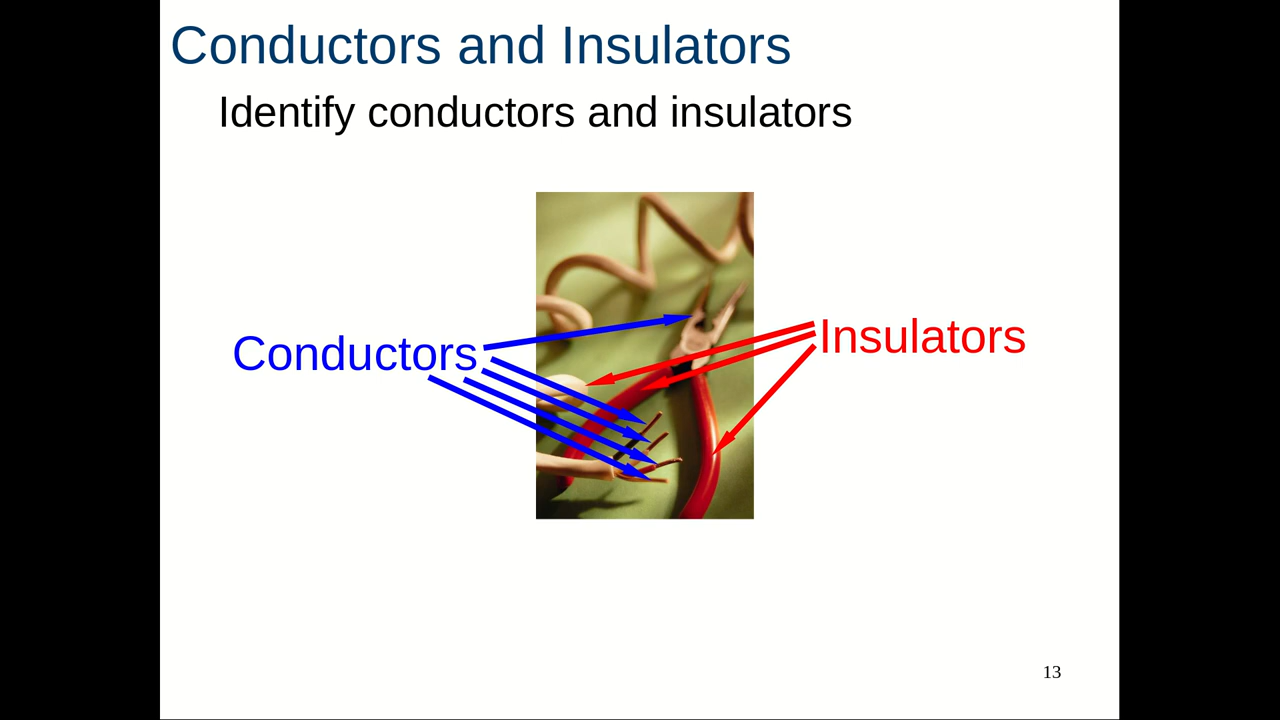 Conductors and Insulators
Identify conductors and insulators
Conductors
Insulators
13